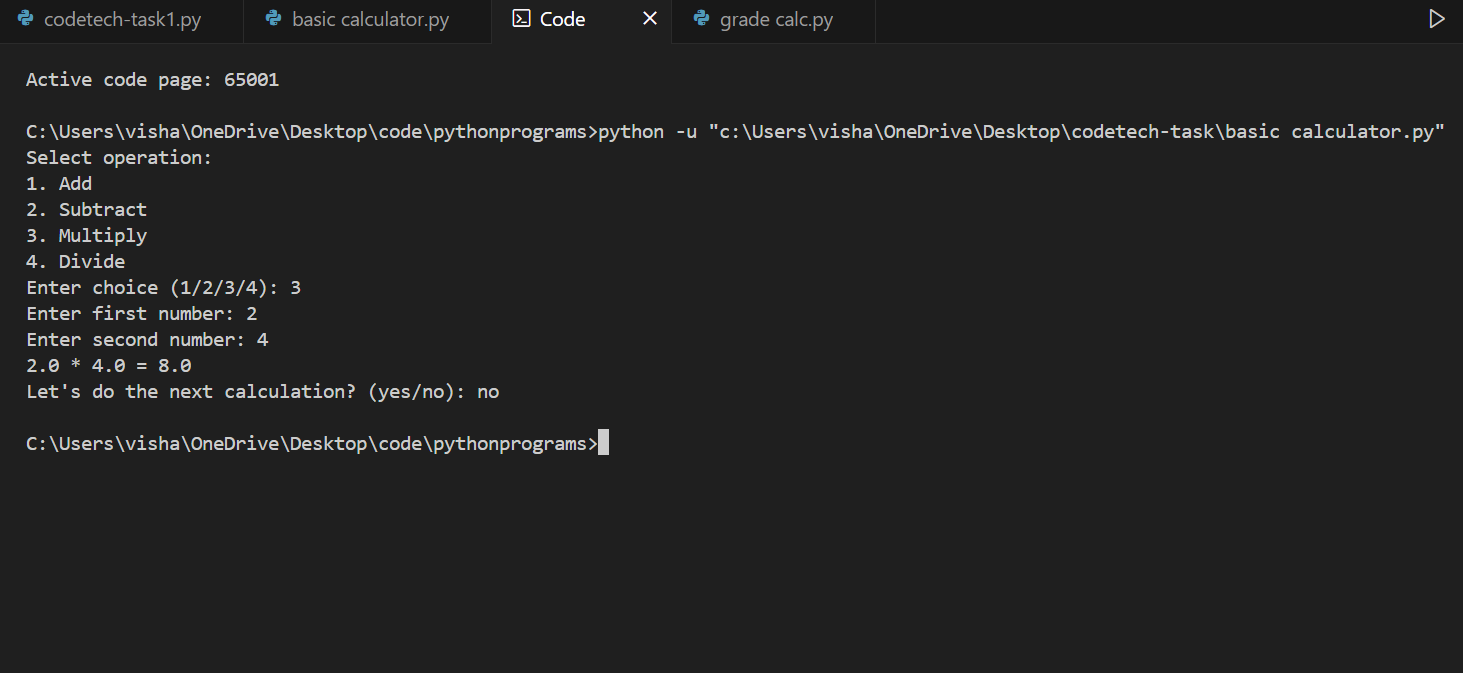 codetech-task1.py basic calculator.py Code grade calc.py
Active code page: 65001
C:\Users\visha\OneDrive\Desktop\code\pythonprograms>python -u "c:\Users\visha\OneDrive\Desktop\codetech-task\basic calculator.py"
Select operation:
1. Add
2. Subtract
3. Multiply
4. Divide
Enter choice (1/2/3/4): 3
Enter first number: 2
Enter second number: 4
2.0 * 4.0 = 8.0
Let's do the next calculation? (yes/no): no
C:\Users\visha\OneDrive\Desktop\code\pythonprograms>